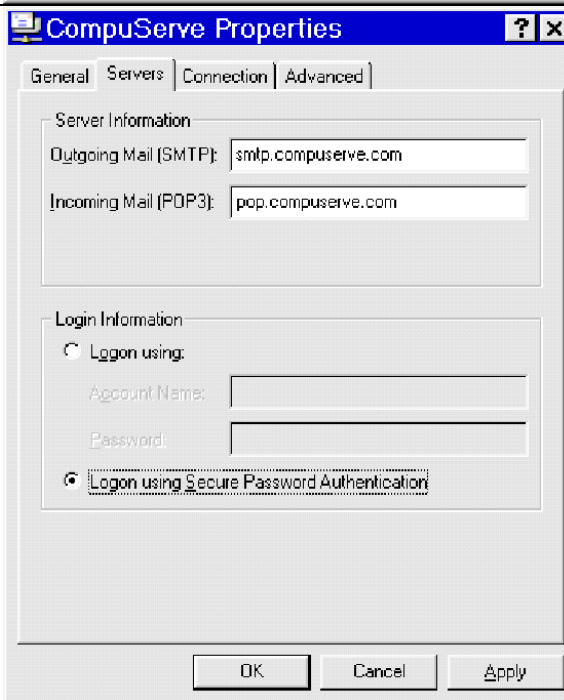 CompuServe Properties ? ×
General Servers Connection Advanced
Server Information
Outgoing Mail (SMTP): smtp.compuserve.com
Incoming Mail (POP3): pop.compuserve.com
Login Information
Logon using:
Account Name:
Password:
Logon using Secure Password Authentication
OK Cancel Apply